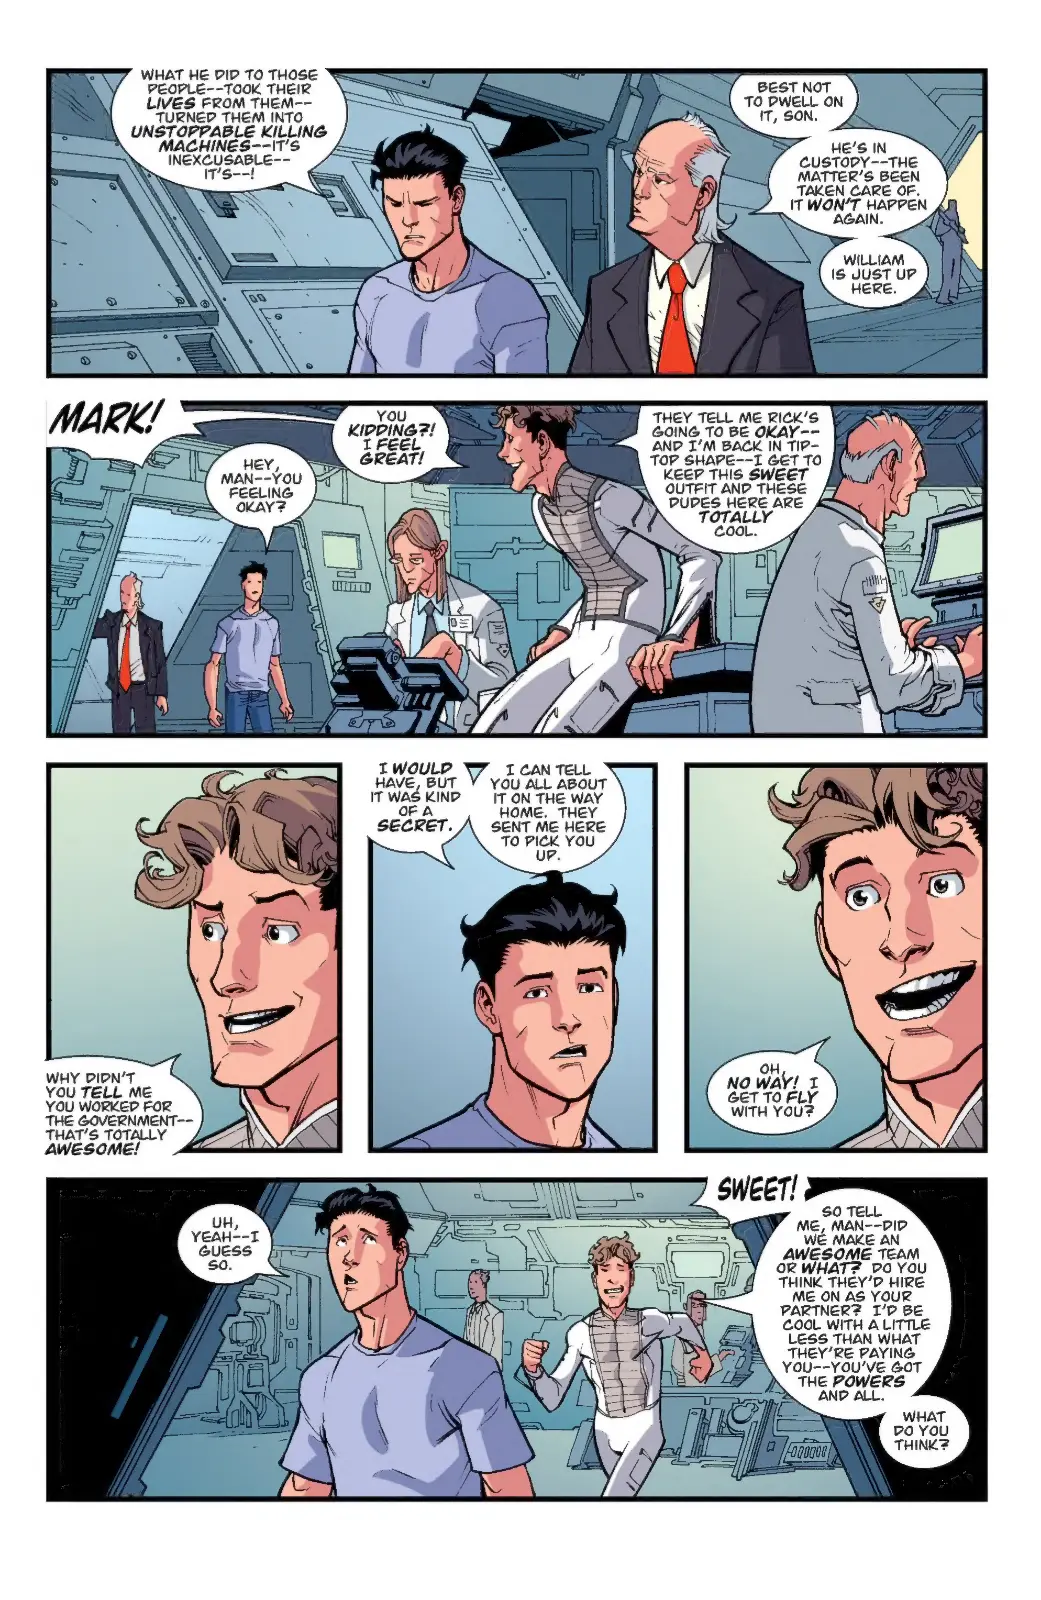 WHAT HE DID TO THOSE
PEOPLE--TOOK THEIR
LIVES FROM THEM--
TURNED THEM INTO
UNSTOPPABLE KILLING
MACHINES--IT'S
INEXCUSABLE--
IT'S--!
BEST NOT
TO DWELL ON
IT, SON.
HE'S IN
CUSTODY--THE
MATTER'S BEEN
TAKEN CARE OF.
IT WON'T HAPPEN
AGAIN.
WILLIAM
IS JUST UP
HERE.
MARK!
HEY,
MAN--YOU
FEELING
OKAY?
YOU
KIDDING?!
I FEEL
GREAT!
THEY TELL ME RICK'S
GOING TO BE OKAY--
AND I'M BACK IN TIP-
TOP SHAPE--I GET TO
KEEP THIS SWEET
OUTFIT AND THESE
DUDES HERE ARE
TOTALLY
COOL.
WHY DIDN'T
YOU TELL ME
YOU WORKED FOR
THE GOVERNMENT--
THAT'S TOTALLY
AWESOME!
I WOULD
HAVE, BUT
IT WAS KIND
OF A
SECRET.
I CAN TELL
YOU ALL ABOUT
IT ON THE WAY
HOME. THEY
SENT ME HERE
TO PICK YOU
UP.
OH,
NO WAY! I
GET TO FLY
WITH YOU?
UH,
YEAH--I
GUESS
SO.
SWEET!
SO TELL
ME, MAN--DID
WE MAKE AN
AWESOME TEAM
OR WHAT? DO YOU
THINK THEY'D HIRE
ME ON AS YOUR
PARTNER? I'D BE
COOL WITH A LITTLE
LESS THAN WHAT
THEY'RE PAYING
YOU--YOU'VE GOT
THE POWERS
AND ALL.
WHAT
DO YOU
THINK?